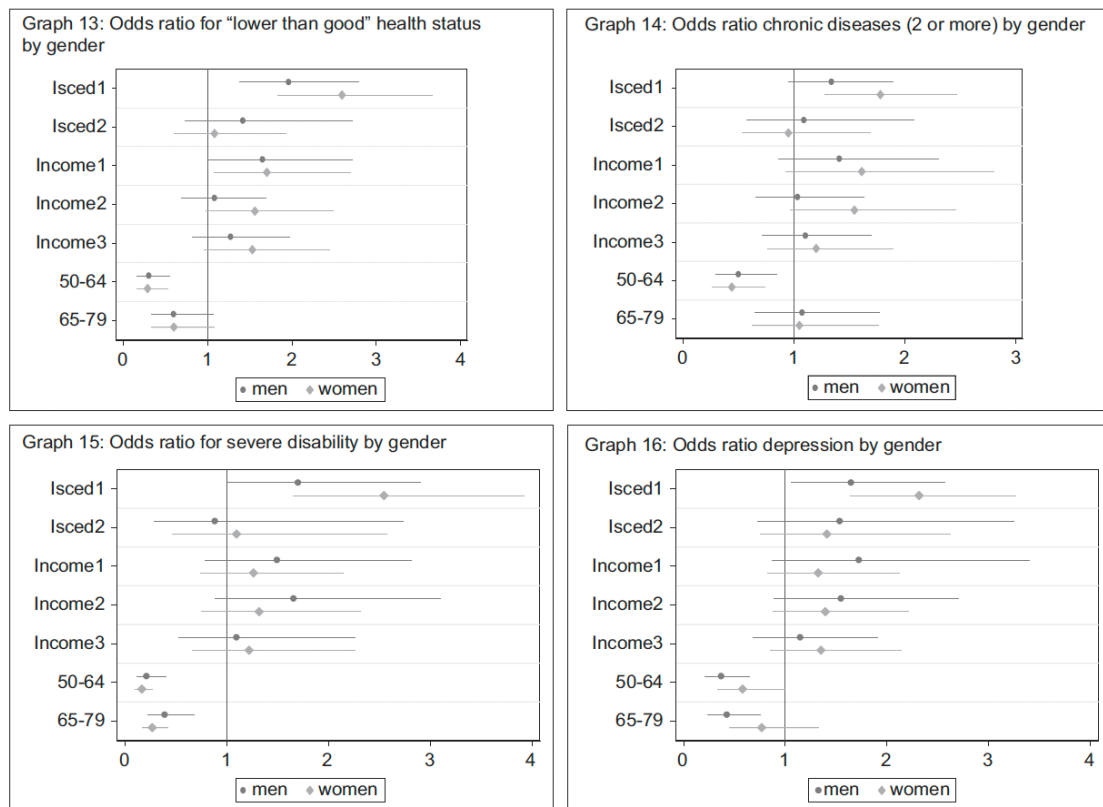 Graph 13: Odds ratio for “lower than good” health status
by gender
Isced1
Isced2
Income1
Income2
Income3
50-64
65-79
0 1 2 3 4
men women
Graph 14: Odds ratio chronic diseases (2 or more) by gender
Isced1
Isced2
Income1
Income2
Income3
50-64
65-79
0 1 2 3
men women
Graph 15: Odds ratio for severe disability by gender
Isced1
Isced2
Income1
Income2
Income3
50-64
65-79
0 1 2 3 4
men women
Graph 16: Odds ratio depression by gender
Isced1
Isced2
Income1
Income2
Income3
50-64
65-79
0 1 2 3 4
men women